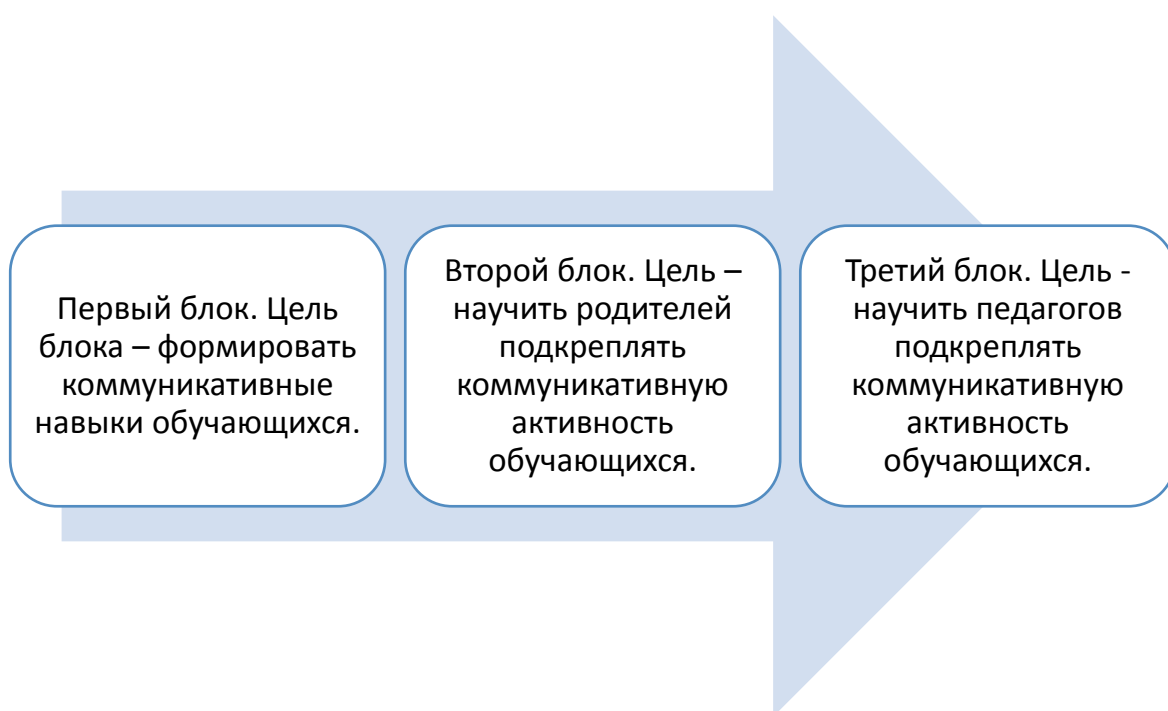 Первый блок. Цель
блока – формировать
коммуникативные
навыки обучающихся.
Второй блок. Цель –
научить родителей
подкреплять
коммуникативную
активность
обучающихся.
Третий блок. Цель -
научить педагогов
подкреплять
коммуникативную
активность
обучающихся.